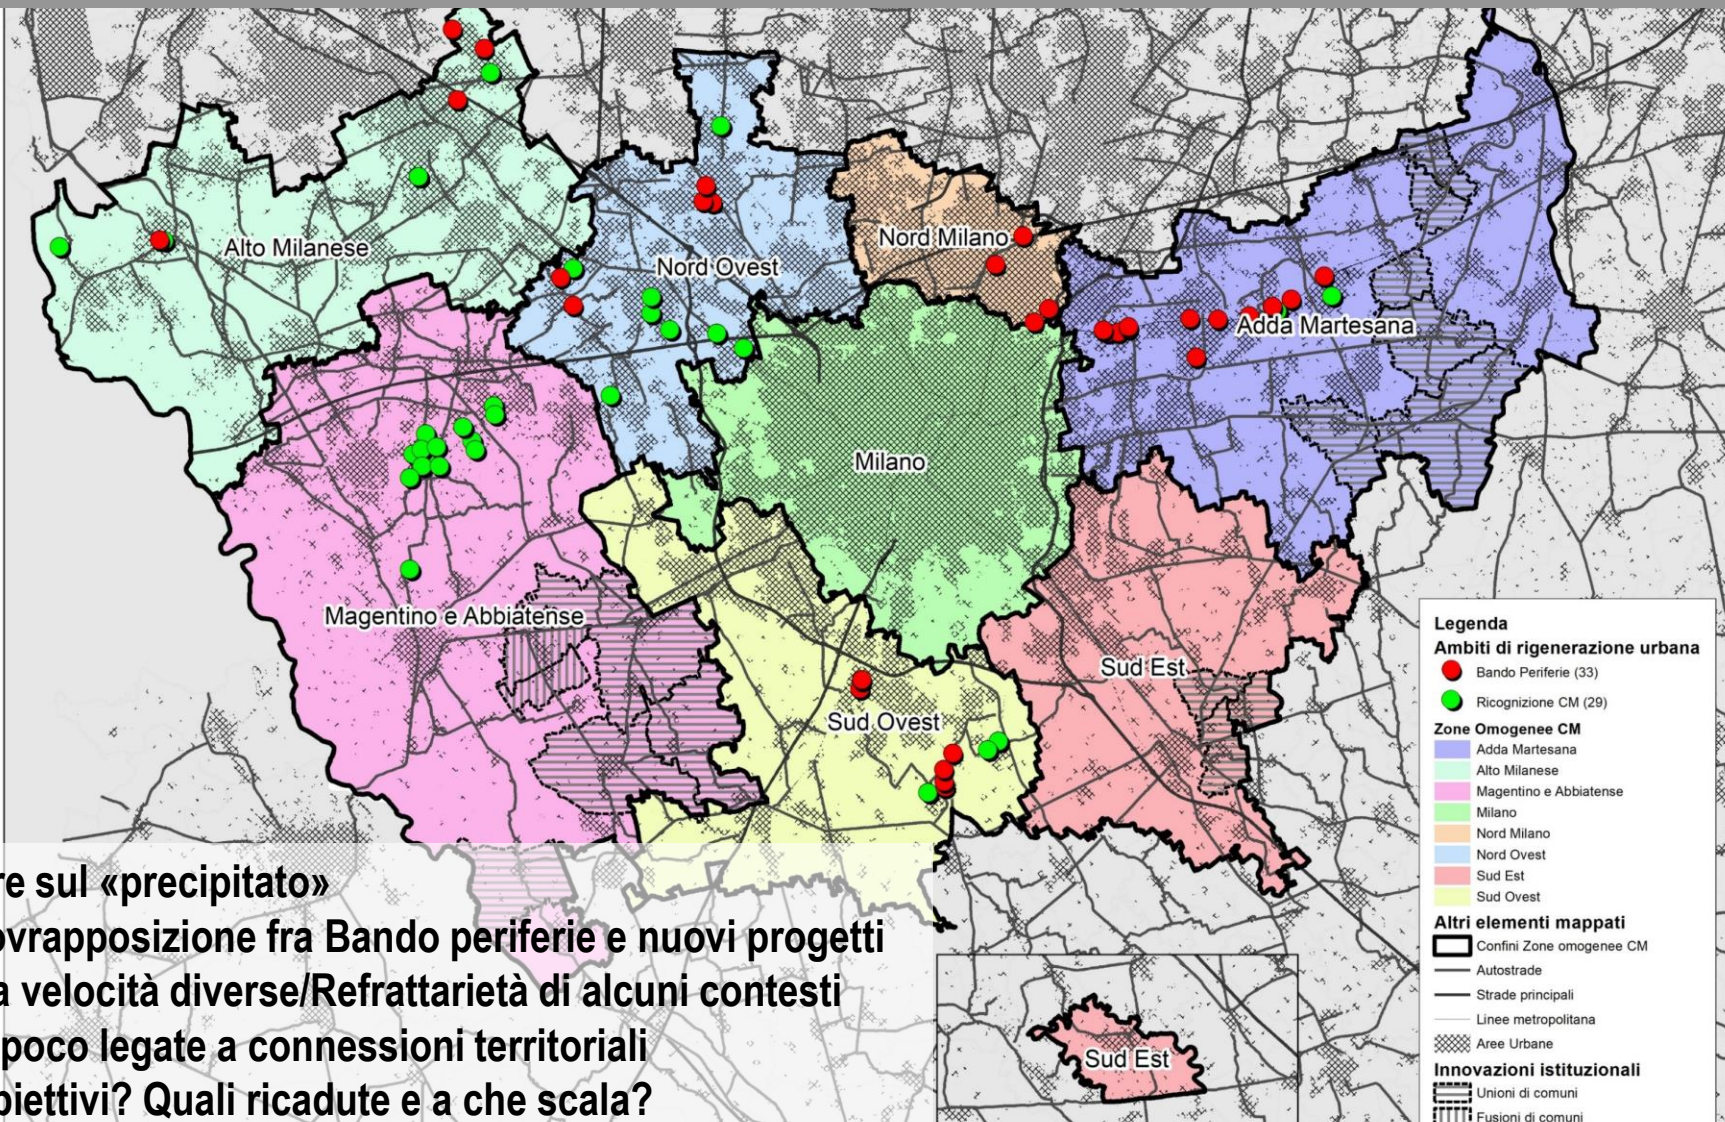 Alto Milanese
Nord Ovest
Nord Milano
Adda Martesana
Milano
Magentino e Abbiatense
Sud Est
Sud Ovest
Sud Est
re sul «precipitato»
ovrapposizione fra Bando periferie e nuovi progetti
a velocità diverse/Refrattarietà di alcuni contesti
poco legate a connessioni territoriali
biettivi? Quali ricadute e a che scala?
Legenda
Ambiti di rigenerazione urbana
Bando Periferie (33)
Ricognizione CM (29)
Zone Omogenee CM
Adda Martesana
Alto Milanese
Magentino e Abbiatense
Milano
Nord Milano
Nord Ovest
Sud Est
Sud Ovest
Altri elementi mappati
Confini Zone omogenee CM
Autostrade
Strade principali
Linee metropolitana
Aree Urbane
Innovazioni istituzionali
Unioni di comuni
Fusioni di comuni